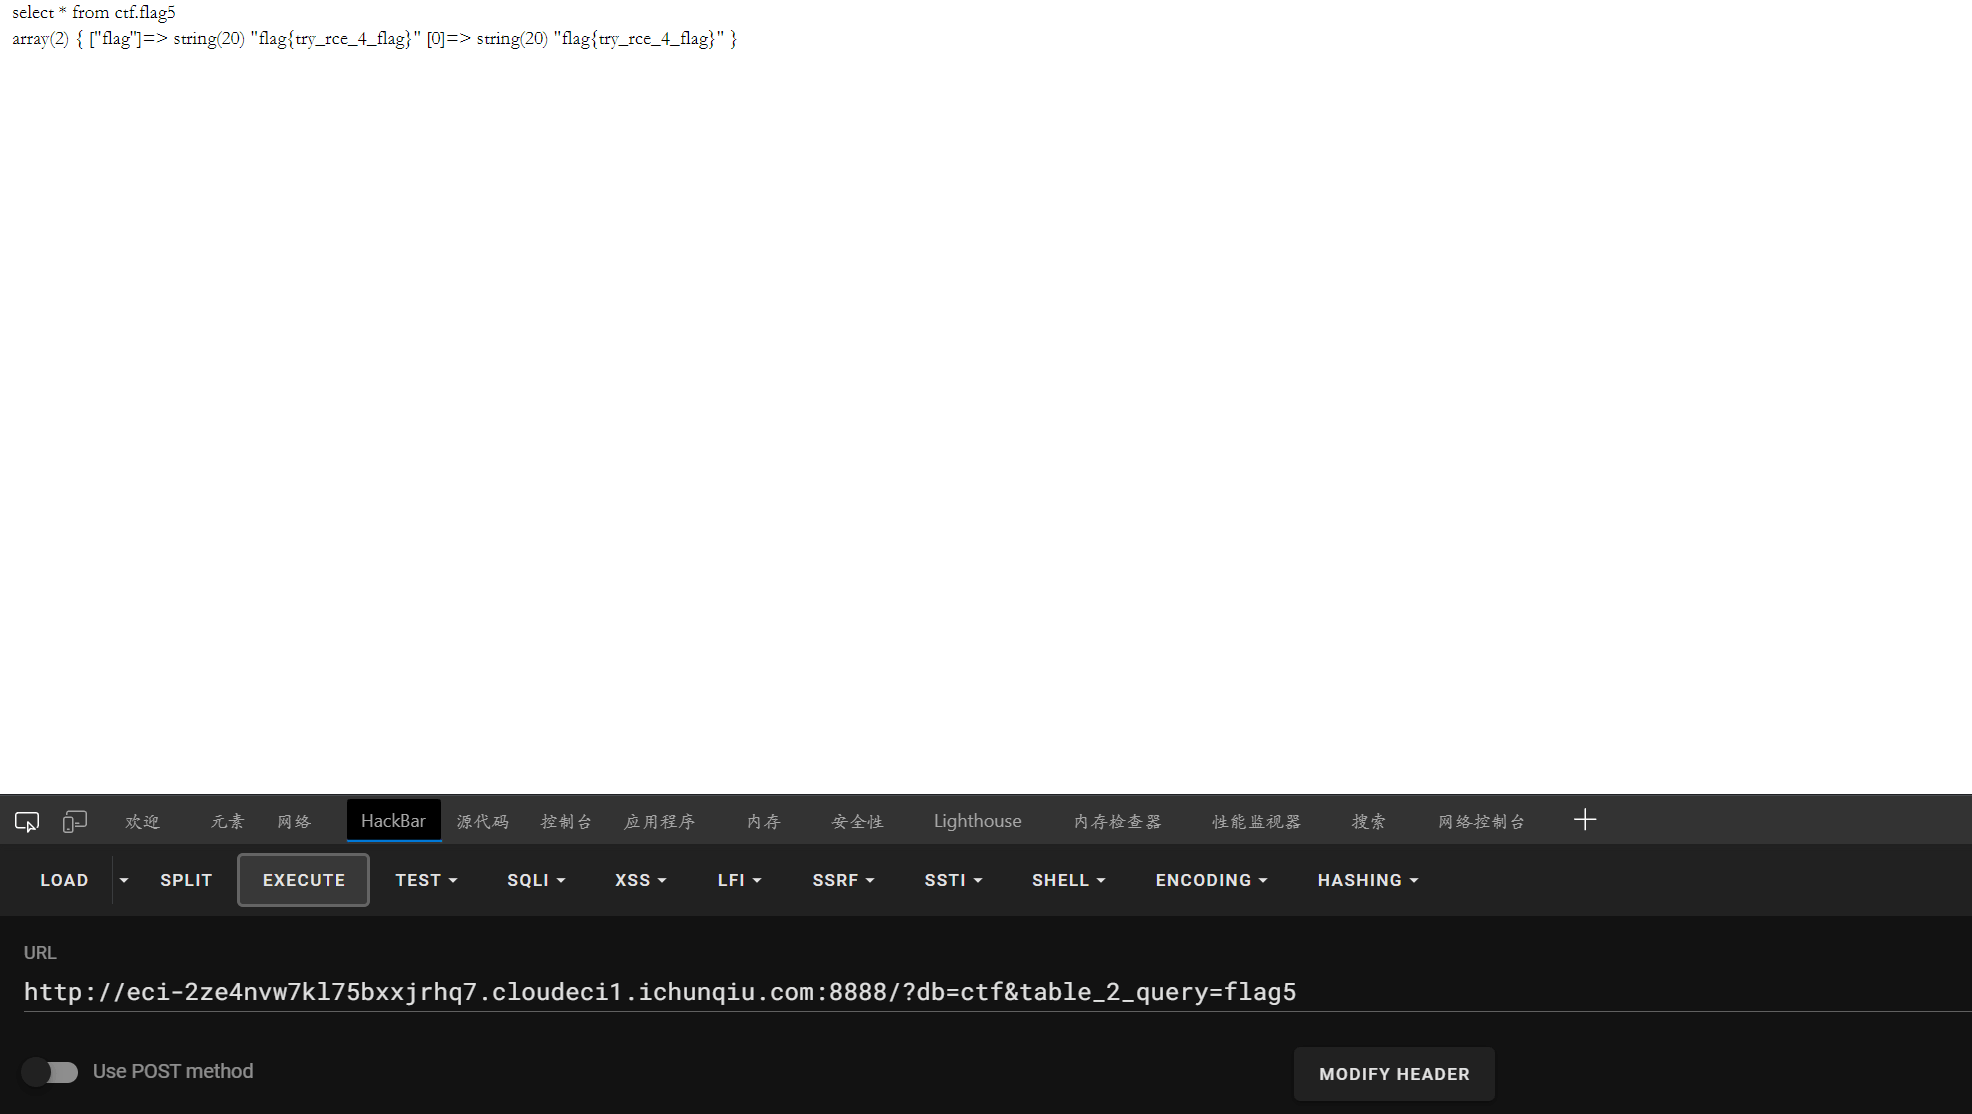 select * from ctf.flag5
array(2) { ["flag"]=> string(20) "flag{try_rce_4_flag}" [0]=> string(20) "flag{try_rce_4_flag}" }
欢迎 元素 网络 HackBar 源代码 控制台 应用程序 内存 安全性 Lighthouse 内存检查器 性能监视器 搜索 网络控制台
LOAD SPLIT EXECUTE TEST SQLI XSS LFI SSRF SSTI SHELL ENCODING HASHING
URL
http://eci-2ze4nvw7kl75bxxjrhq7.cloudeci1.ichunqiu.com:8888/?db=ctf&table_2_query=flag5
Use POST method MODIFY HEADER